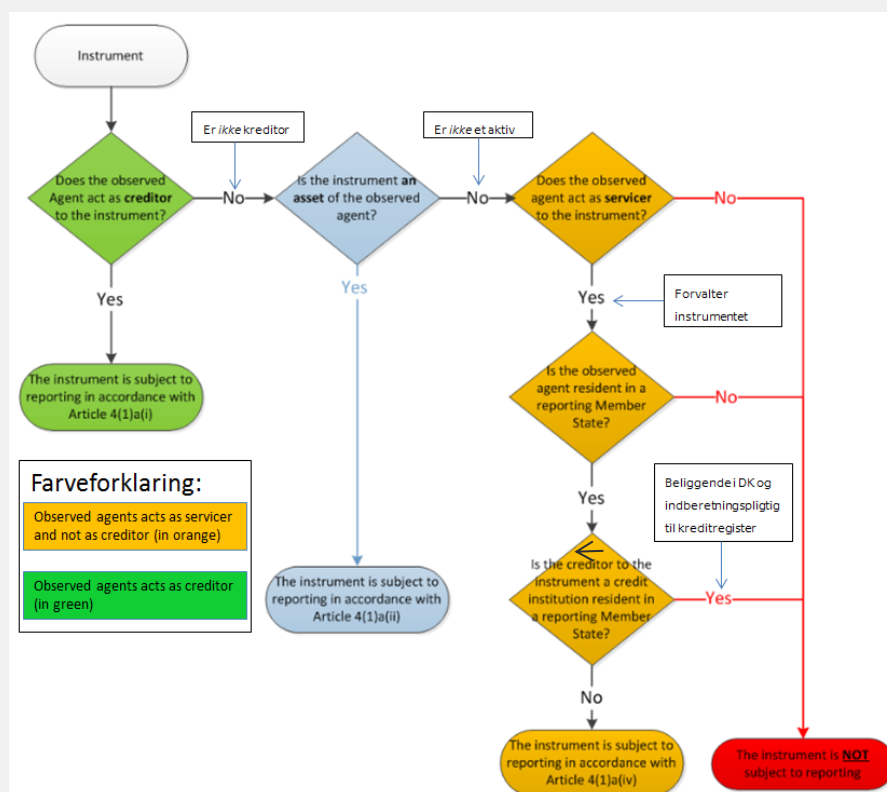 Instrument
Er ikke kreditor
Er ikke et aktiv
Does the observed
Agent act as creditor
to the instrument?
No
Is the instrument an
asset of the observed
agent?
No
Does the observed
agent act as servicer
to the instrument?
No
Yes
Yes
Yes
Forvalter
instrumentet
The instrument is subject to
reporting in accordance with
Article 4(1)a(i)
Is the observed
agent resident in a
reporting Member
State?
No
Farveforklaring:
Observed agents acts as servicer
and not as creditor (in orange)
Observed agents acts as creditor
(in green)
Yes
Beliggende i DK og
indberetningspligtig
til kreditregister
The instrument is subject to
reporting in accordance with
Article 4(1)a(ii)
Is the creditor to the
instrument a credit
institution resident in
a reporting Member
State?
Yes
No
The instrument is subject to
reporting in accordance with
Article 4(1)a(iv)
The instrument is NOT
subject to reporting